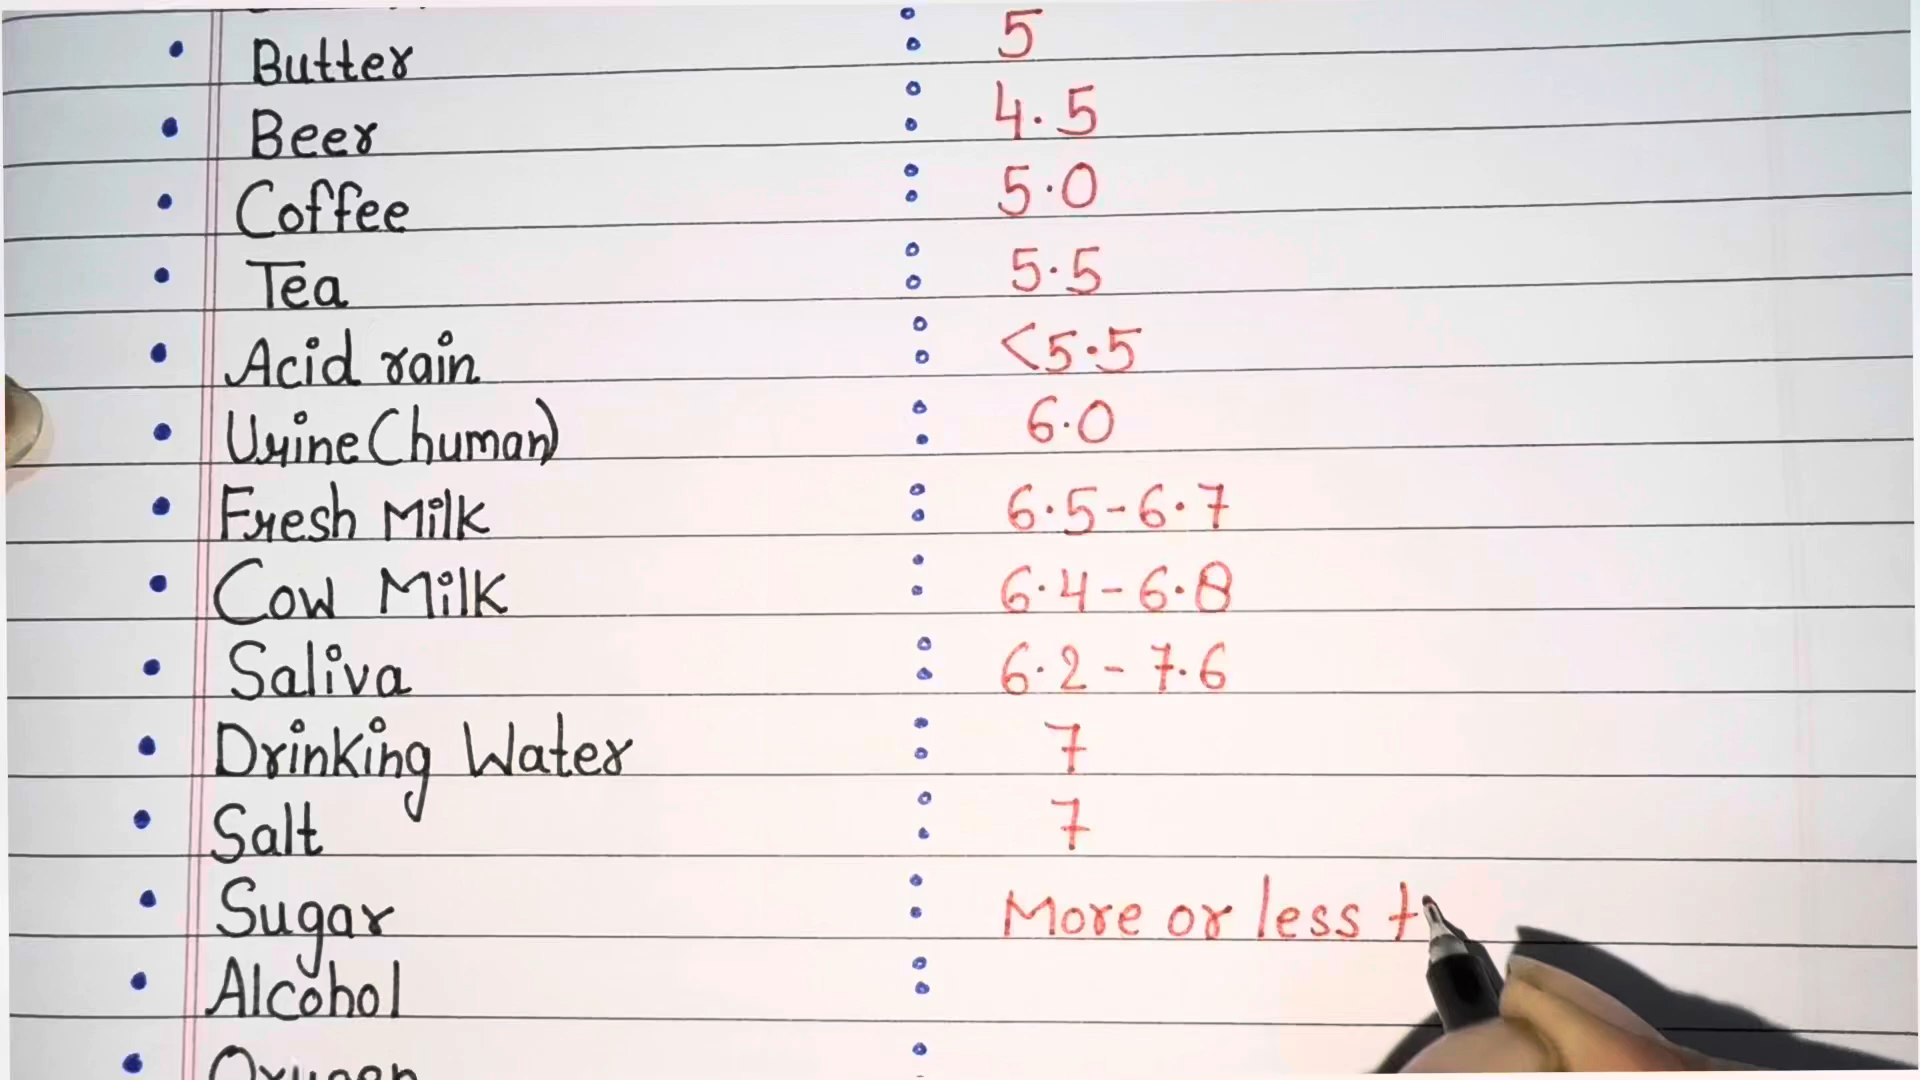 • Butter : 5
• Beer : 4.5
• Coffee : 5.0
• Tea : 5.5
• Acid rain : <5.5
• Urine (human) : 6.0
• Fresh Milk : 6.5-6.7
• Cow Milk : 6.4-6.8
• Saliva : 6.2-7.6
• Drinking Water : 7
• Salt : 7
• Sugar : More or less t
• Alcohol :
• Oxygen :